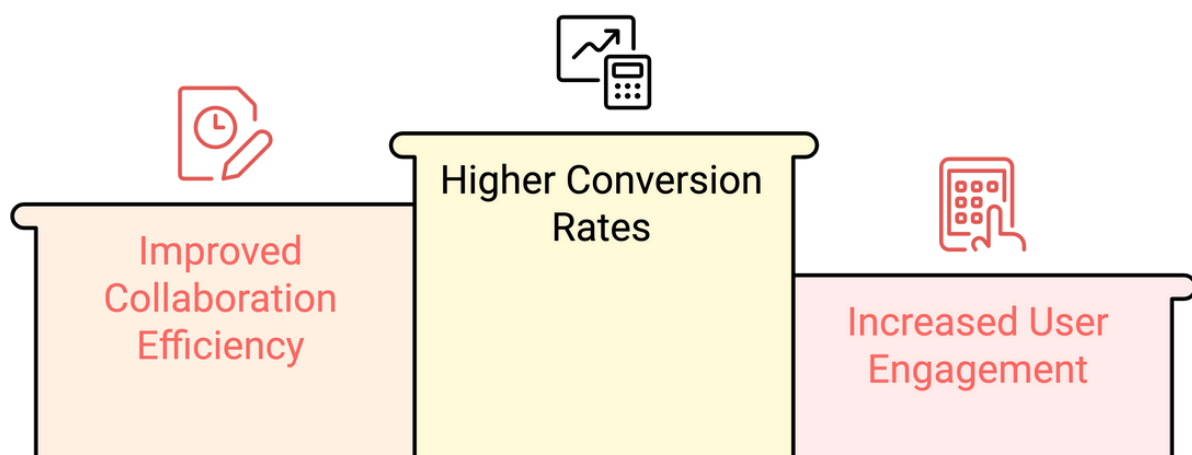 Improved
Collaboration
Efficiency
Higher Conversion
Rates
Increased User
Engagement